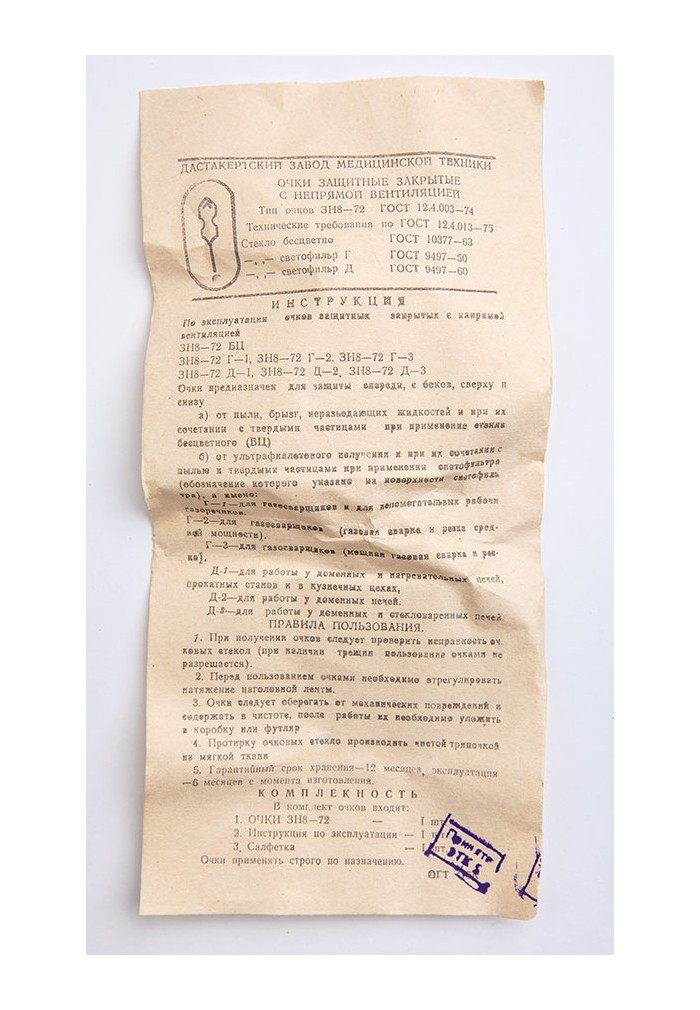 ДАСТАКЕРТСКИЙ ЗАВОД МЕДИЦИНСКОЙ ТЕХНИКИ
ОЧКИ ЗАЩИТНЫЕ ЗАКРЫТЫЕ
С НЕПРЯМОЙ ВЕНТИЛЯЦИЕЙ
Тип очков ЗН8—72 ГОСТ 12.4.003—74
Технические требования по ГОСТ 12.4.013—75
Стекло бесцветно ГОСТ 10377—63
—„— светофильр Г ГОСТ 9497—60
—„— светофильр Д ГОСТ 9497—60
ИНСТРУКЦИЯ
По эксплуатации очков защитных закрытых с
вентиляцией
ЗН8—72 БЦ
ЗН8—72 Г—1, ЗН8—72 Г—2. ЗН8—72 Г—3
ЗН8—72 Д—1, ЗН8—72 Ц—2, ЗН8—72 Д—3
Очки предназначен для защиты спереди, с боков, сверху и
снизу
а) от пыли, брызг, неразьедающих жидкостей и при их
сочетании с твердыми частицами при применение стекла
бесцветного (БЦ)
б) от ультрафиалетового излучения и при их сочетании с
пылью и твердыми частицами при применении светофильтра
(обозначение которого указано на поверхности светофиль
тра), а имено:
Г—1—для газосварщиков и для вспомогательных рабочи
газорезчиков.
Г—2—для газосварщиков (газовая сварка и резка сред-
ней мощности).
Г—3—для газосварщиков (мощная газовая сварка и рез-
ка),
Д-1—для работы у доменных и нагревательных печей,
прокатных станов и в кузнечных цехах,
Д-2—для работы у доменных печей.
Д-3—для работы у доменных и стекловаренных печей
ПРАВИЛА ПОЛЬЗОВАНИЯ.
1. При получении очков следует проверить исправность оч
ковых стекол (при наличии трещин пользование очками не
разрешается).
2. Перед пользованием очками необходимо отрегулировать
натяжение наголовной ленты.
3. Очки следует оберегать от механических повреждений и
содержать в чистоте, после работы их необходимо уложить
в коробку или футляр
4. Протирку очковых стекло производить чистой тряпочкой
из мягкой ткани
5. Гарантийный срок хранения—12 месяцев, эксплуатации
—6 месяцев с момента изготовления.
КОМПЛЕКНОСТЬ
В комплект очков входят:
1. ОЧКИ ЗН8—72 — 1 шт.
2. Инструкция по эксплуатации — 1 шт.
3. Салфетка — 1 шт.
Очки применять строго по назначению.
Принято
ОТК 5
ОГТ